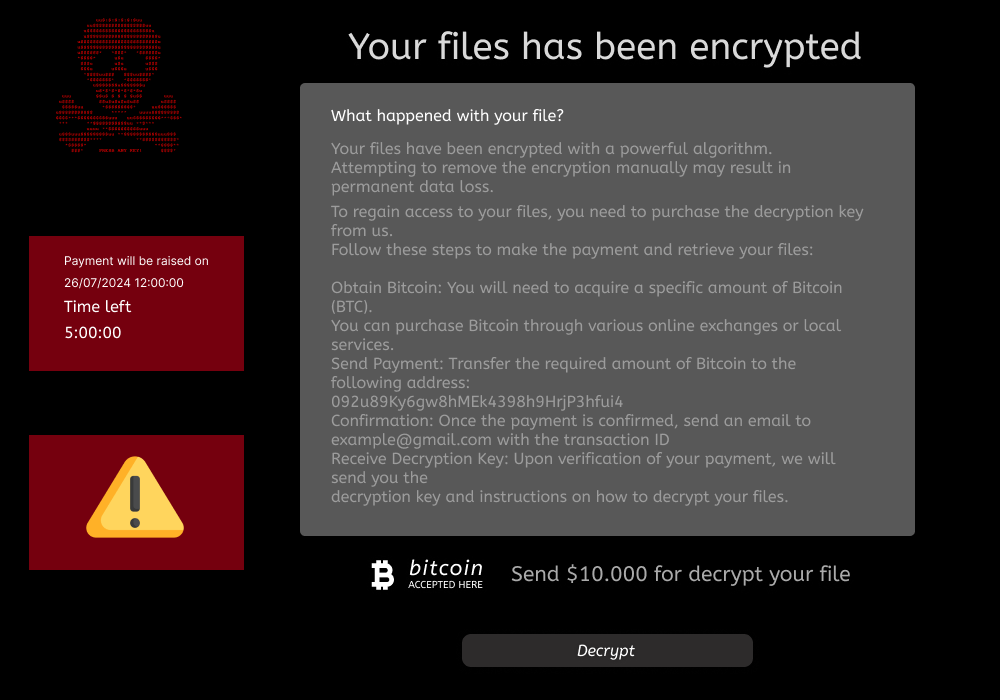 Your files has been encrypted
What happened with your file?
Your files have been encrypted with a powerful algorithm.
Attempting to remove the encryption manually may result in
permanent data loss.
To regain access to your files, you need to purchase the decryption key
from us.
Follow these steps to make the payment and retrieve your files:
Obtain Bitcoin: You will need to acquire a specific amount of Bitcoin
(BTC).
You can purchase Bitcoin through various online exchanges or local
services.
Send Payment: Transfer the required amount of Bitcoin to the
following address:
092u89Ky6gw8hMEk4398h9HrjP3hfui4
Confirmation: Once the payment is confirmed, send an email to
example@gmail.com with the transaction ID
Receive Decryption Key: Upon verification of your payment, we will
send you the
decryption key and instructions on how to decrypt your files.
PRESS ANY KEY!
Payment will be raised on
26/07/2024 12:00:00
Time left
5:00:00
bitcoin
ACCEPTED HERE
Send $10.000 for decrypt your file
Decrypt